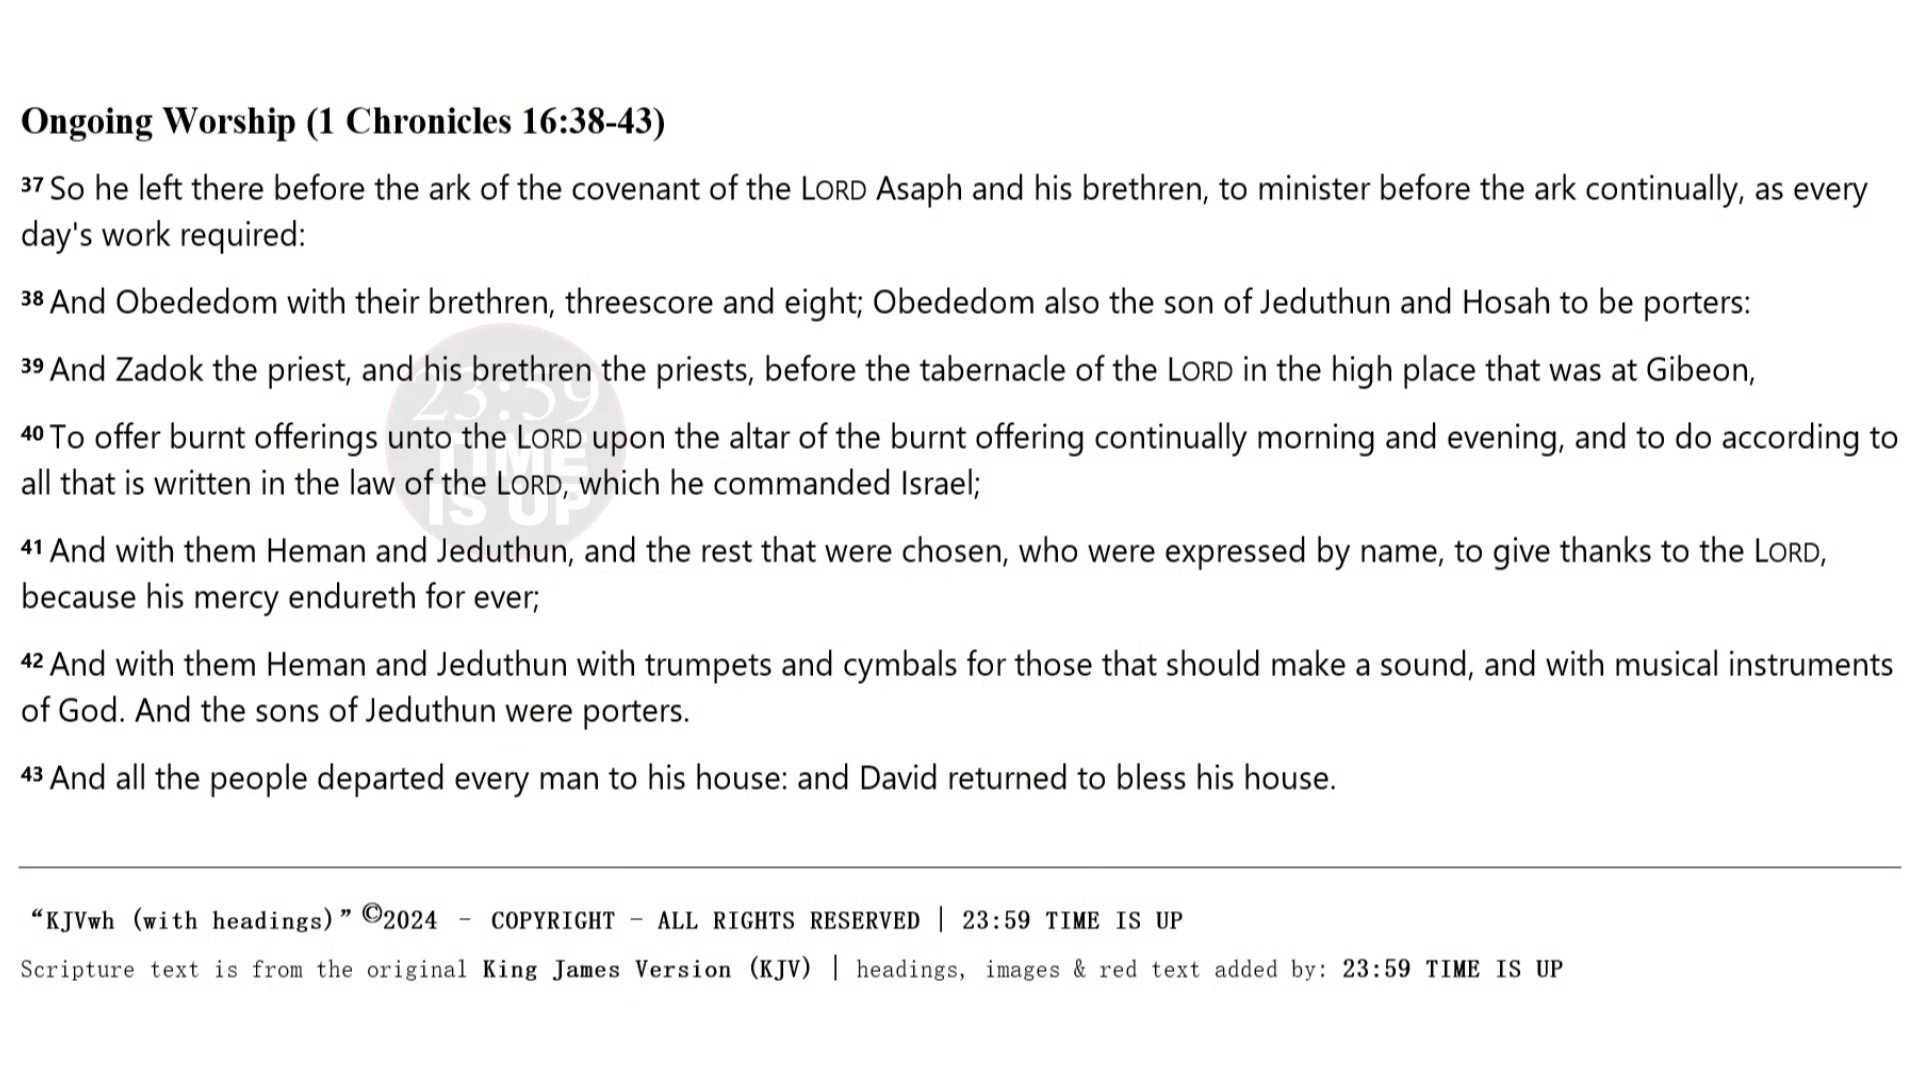 Ongoing Worship (1 Chronicles 16:38-43)
37 So he left there before the ark of the covenant of the LORD Asaph and his brethren, to minister before the ark continually, as every
day's work required:
38 And Obededom with their brethren, threescore and eight; Obededom also the son of Jeduthun and Hosah to be porters:
39 And Zadok the priest, and his brethren the priests, before the tabernacle of the LORD in the high place that was at Gibeon,
40 To offer burnt offerings unto the LORD upon the altar of the burnt offering continually morning and evening, and to do according to
all that is written in the law of the LORD, which he commanded Israel;
41 And with them Heman and Jeduthun, and the rest that were chosen, who were expressed by name, to give thanks to the LORD,
because his mercy endureth for ever;
42 And with them Heman and Jeduthun with trumpets and cymbals for those that should make a sound, and with musical instruments
of God. And the sons of Jeduthun were porters.
43 And all the people departed every man to his house: and David returned to bless his house.
23:59
TIME
IS UP
“KJVwh (with headings)” ©2024 – COPYRIGHT – ALL RIGHTS RESERVED | 23:59 TIME IS UP
Scripture text is from the original King James Version (KJV) | headings, images & red text added by: 23:59 TIME IS UP